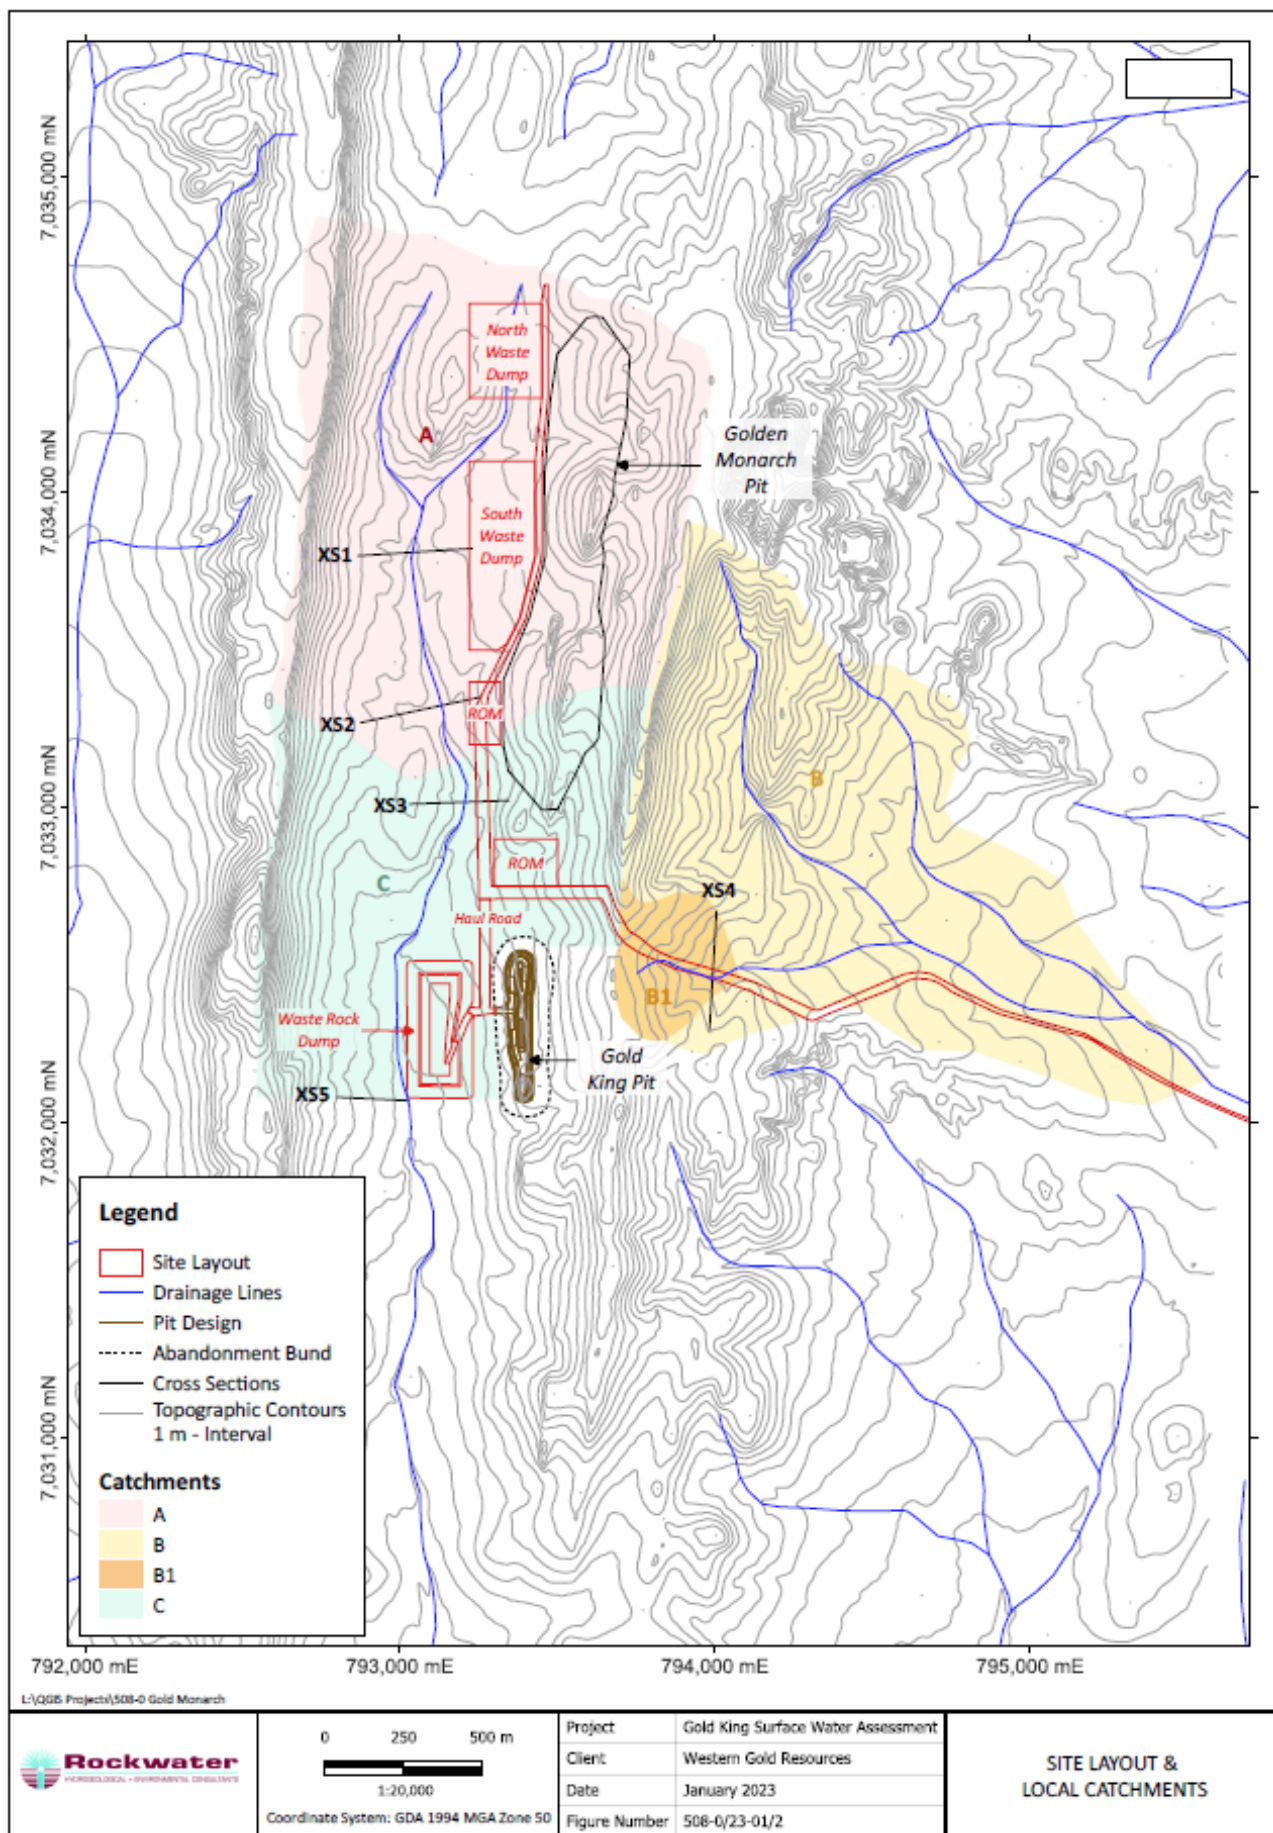 7,035,000 mN
7,034,000 mN
7,033,000 mN
7,032,000 mN
7,031,000 mN
North
Waste
Dump
A
Golden
Monarch
Pit
South
Waste
Dump
XS1
XS2
ROM
B
XS3
ROM
C
XS4
Haul Road
B1
Waste Rock
Dump
Gold
King Pit
XS5
Legend
Site Layout
Drainage Lines
Pit Design
Abandonment Bund
Cross Sections
Topographic Contours
1 m - Interval
Catchments
A
B
B1
C
792,000 mE
793,000 mE
794,000 mE
795,000 mE
L:\QGIS Projects\508-0 Gold Monarch
Rockwater
HYDROGEOLOGICAL + ENVIRONMENTAL CONSULTANTS
0 250 500 m
1:20,000
Coordinate System: GDA 1994 MGA Zone 50
Project Gold King Surface Water Assessment
Client Western Gold Resources
Date January 2023
Figure Number 508-0/23-01/2
SITE LAYOUT &
LOCAL CATCHMENTS